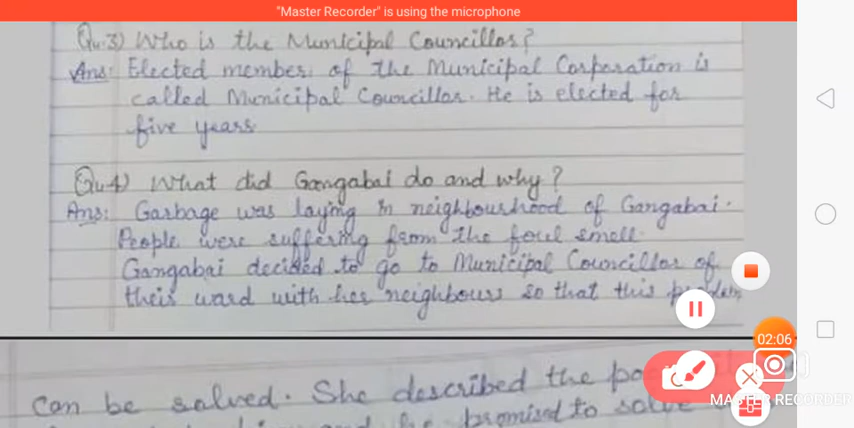 "Master Recorder" is using the microphone
Qu.3) Who is the Municipal Councillor?
Ans: Elected member of the Municipal Corporation is
called Municipal Councillor. He is elected for
five years
Qu.4) What did Gangabai do and why?
Ans: Garbage was laying in neighbourhood of Gangabai.
People were suffering from the foul smell.
Gangabai decided to go to Municipal Councillor of
their ward with her neighbours so that this
02:06
can be solved. She described the
MASTER RECORDER
promised to solve